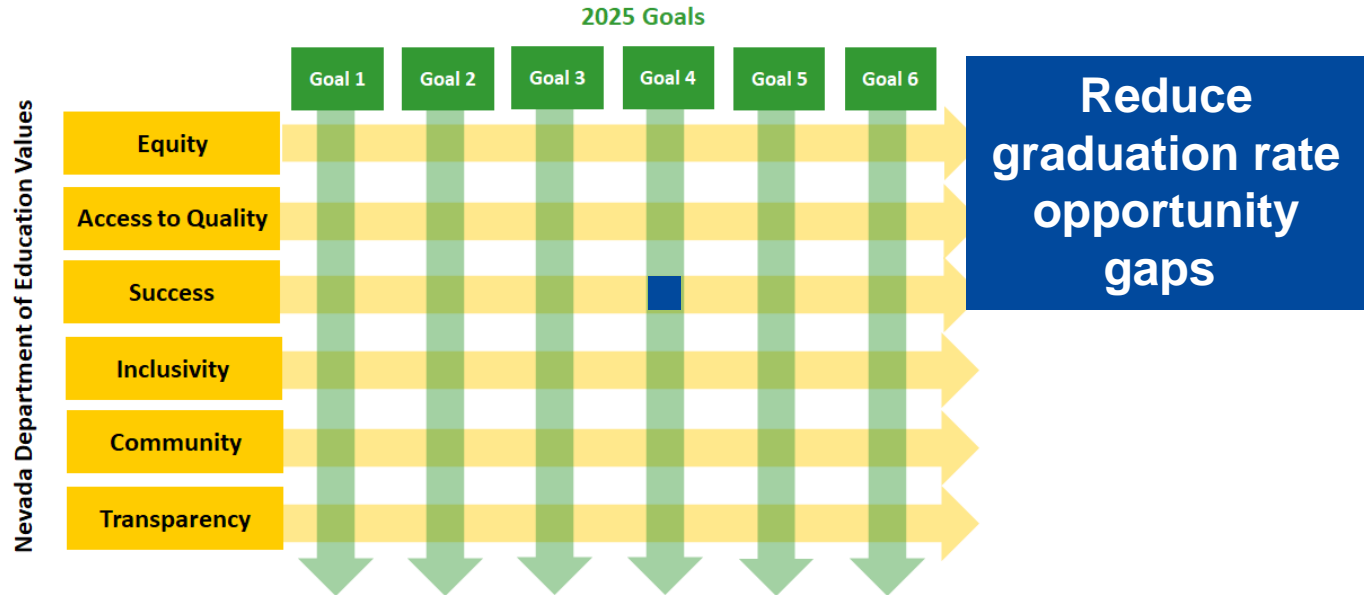 2025 Goals
Goal 1
Goal 2
Goal 3
Goal 4
Goal 5
Goal 6
Nevada Department of Education Values
Equity
Access to Quality
Success
Inclusivity
Community
Transparency
Reduce
graduation rate
opportunity
gaps